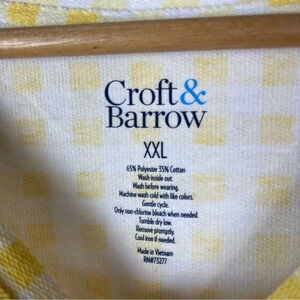 Croft&
Barrow
XXL
65% Polyester 35% Cotton
Wash inside out.
Wash before wearing.
Machine wash cold with like colors.
Gentle cycle.
Only non-chlorine bleach when needed.
Tumble dry low.
Remove promptly.
Cool iron if needed.
Made in Vietnam
RN#73277